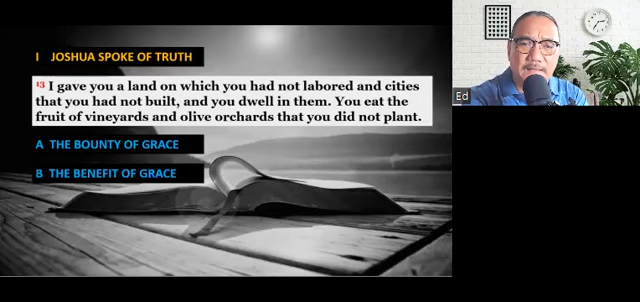 I JOSHUA SPOKE OF TRUTH
13 I gave you a land on which you had not labored and cities
that you had not built, and you dwell in them. You eat the
fruit of vineyards and olive orchards that you did not plant.
A THE BOUNTY OF GRACE
B THE BENEFIT OF GRACE
Ed